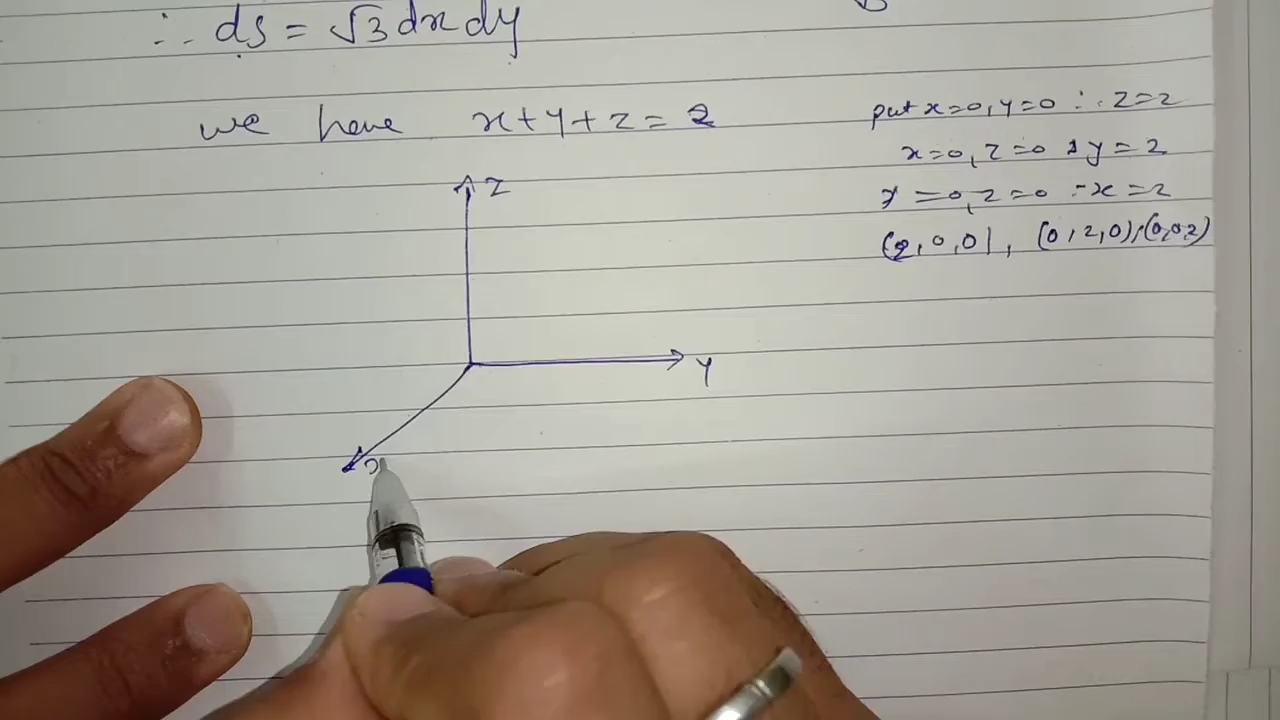 ∴ ds = √3 dx dy
we have x+y+z = 2
put x=0, y=0 ∴ z=2
x=0, z=0 y = 2
y =0, z=0 x=2
(2,0,0), (0,2,0), (0,0,2)
z
y
x